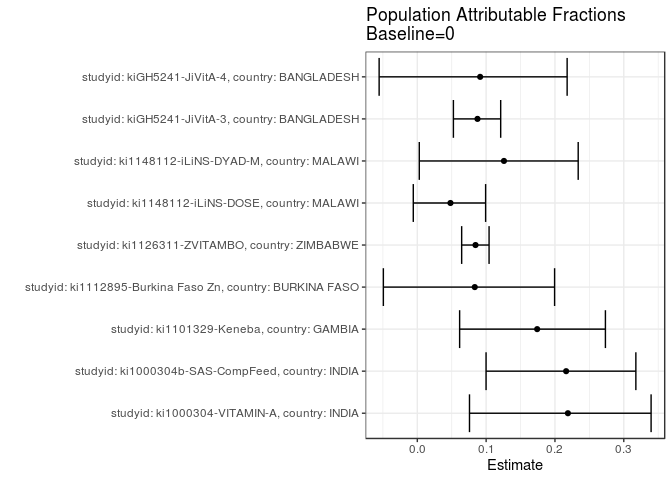 Population Attributable Fractions
Baseline=0
studyid: kiGH5241-JiVitA-4, country: BANGLADESH
studyid: kiGH5241-JiVitA-3, country: BANGLADESH
studyid: ki1148112-iLiNS-DYAD-M, country: MALAWI
studyid: ki1148112-iLiNS-DOSE, country: MALAWI
studyid: ki1126311-ZVITAMBO, country: ZIMBABWE
studyid: ki1112895-Burkina Faso Zn, country: BURKINA FASO
studyid: ki1101329-Keneba, country: GAMBIA
studyid: ki1000304b-SAS-CompFeed, country: INDIA
studyid: ki1000304-VITAMIN-A, country: INDIA
0.0 0.1 0.2 0.3
Estimate